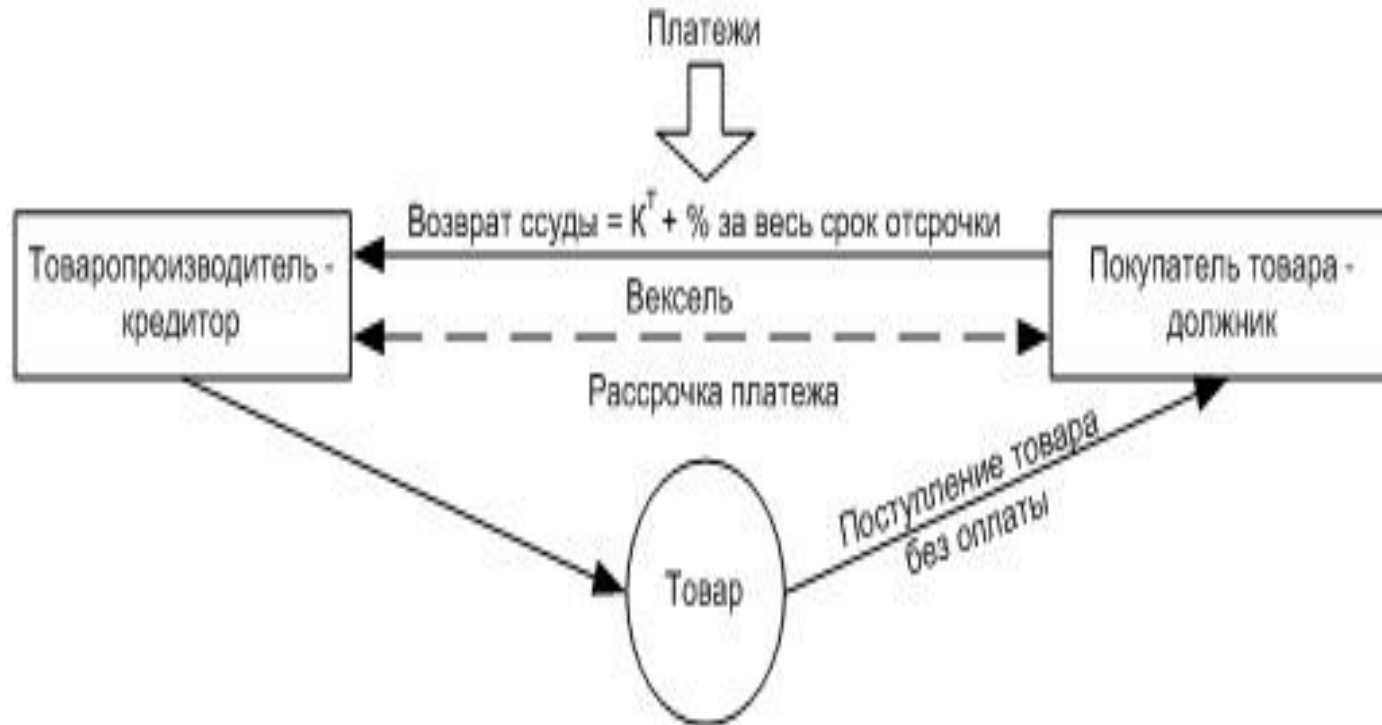 Платежи
Возврат ссуды = К^т + % за весь срок отсрочки
Товаропроизводитель -
кредитор
Вексель
Покупатель товара -
должник
Рассрочка платежа
Поступление товара
без оплаты
Товар